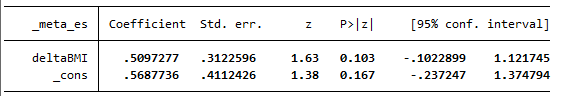 _meta_es Coefficient Std. err. z P>|z| [95% conf. interval]
deltaBMI .5097277 .3122596 1.63 0.103 -.1022899 1.121745
_cons .5687736 .4112426 1.38 0.167 -.237247 1.374794